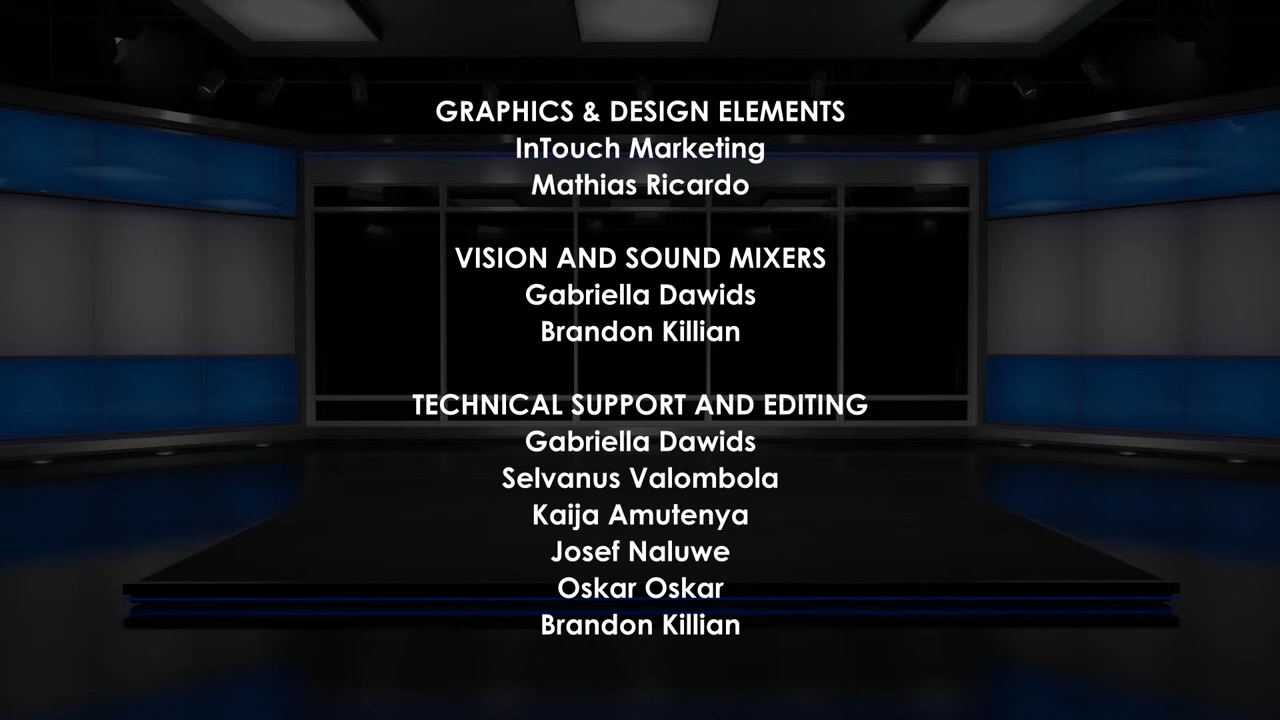 GRAPHICS & DESIGN ELEMENTS
InTouch Marketing
Mathias Ricardo
VISION AND SOUND MIXERS
Gabriella Dawids
Brandon Killian
TECHNICAL SUPPORT AND EDITING
Gabriella Dawids
Selvanus Valombola
Kaija Amutenya
Josef Naluwe
Oskar Oskar
Brandon Killian